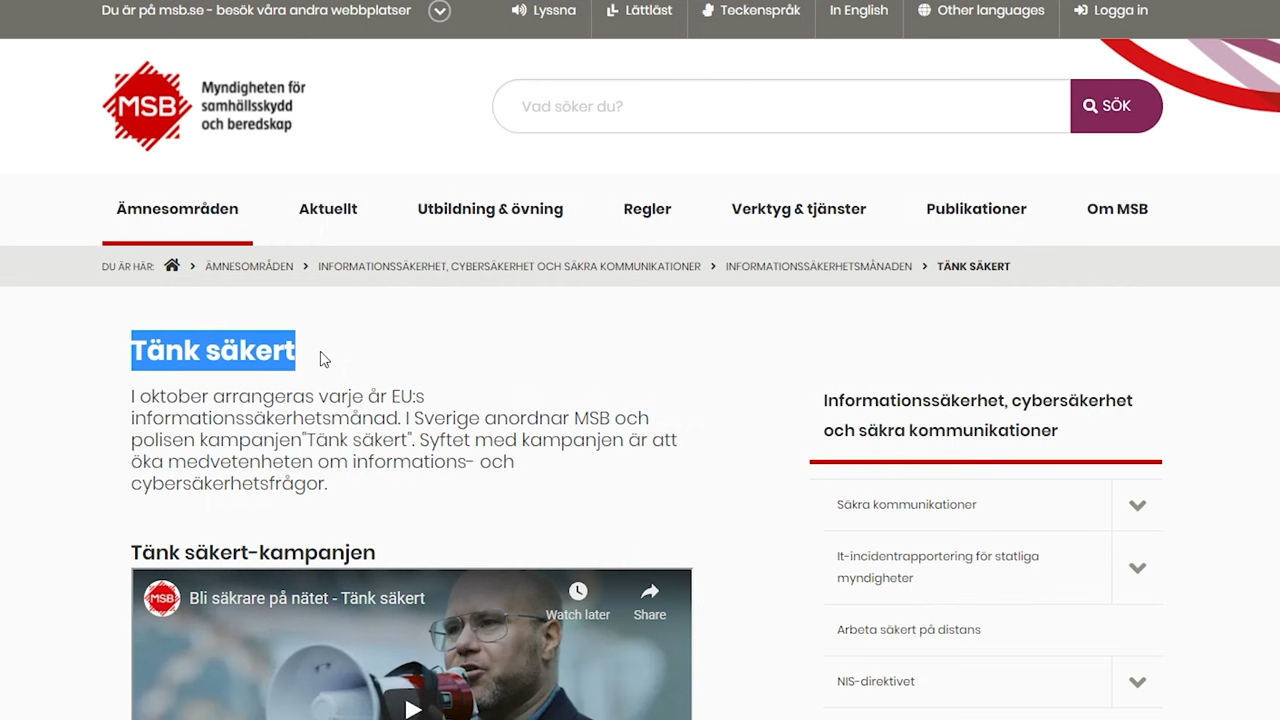 Du är på msb.se - besök våra andra webbplatser
Lyssna
Lättläst
Teckenspråk
In English
Other languages
Logga in
MSB
Myndigheten för
samhällsskydd
och beredskap
Vad söker du?
SÖK
Ämnesområden
Aktuellt
Utbildning & övning
Regler
Verktyg & tjänster
Publikationer
Om MSB
DU ÄR HÄR: > ÄMNESOMRÅDEN > INFORMATIONSSÄKERHET, CYBERSÄKERHET OCH SÄKRA KOMMUNIKATIONER > INFORMATIONSSÄKERHETSMÅNADEN > TÄNK SÄKERT
Tänk säkert
I oktober arrangeras varje år EU:s
informationssäkerhetsmånad. I Sverige anordnar MSB och
polisen kampanjen"Tänk säkert". Syftet med kampanjen är att
öka medvetenheten om informations- och
cybersäkerhetsfrågor.
Tänk säkert-kampanjen
MSB
Bli säkrare på nätet - Tänk säkert
Watch later
Share
Informationssäkerhet, cybersäkerhet
och säkra kommunikationer
Säkra kommunikationer
It-incidentrapportering för statliga
myndigheter
Arbeta säkert på distans
NIS-direktivet